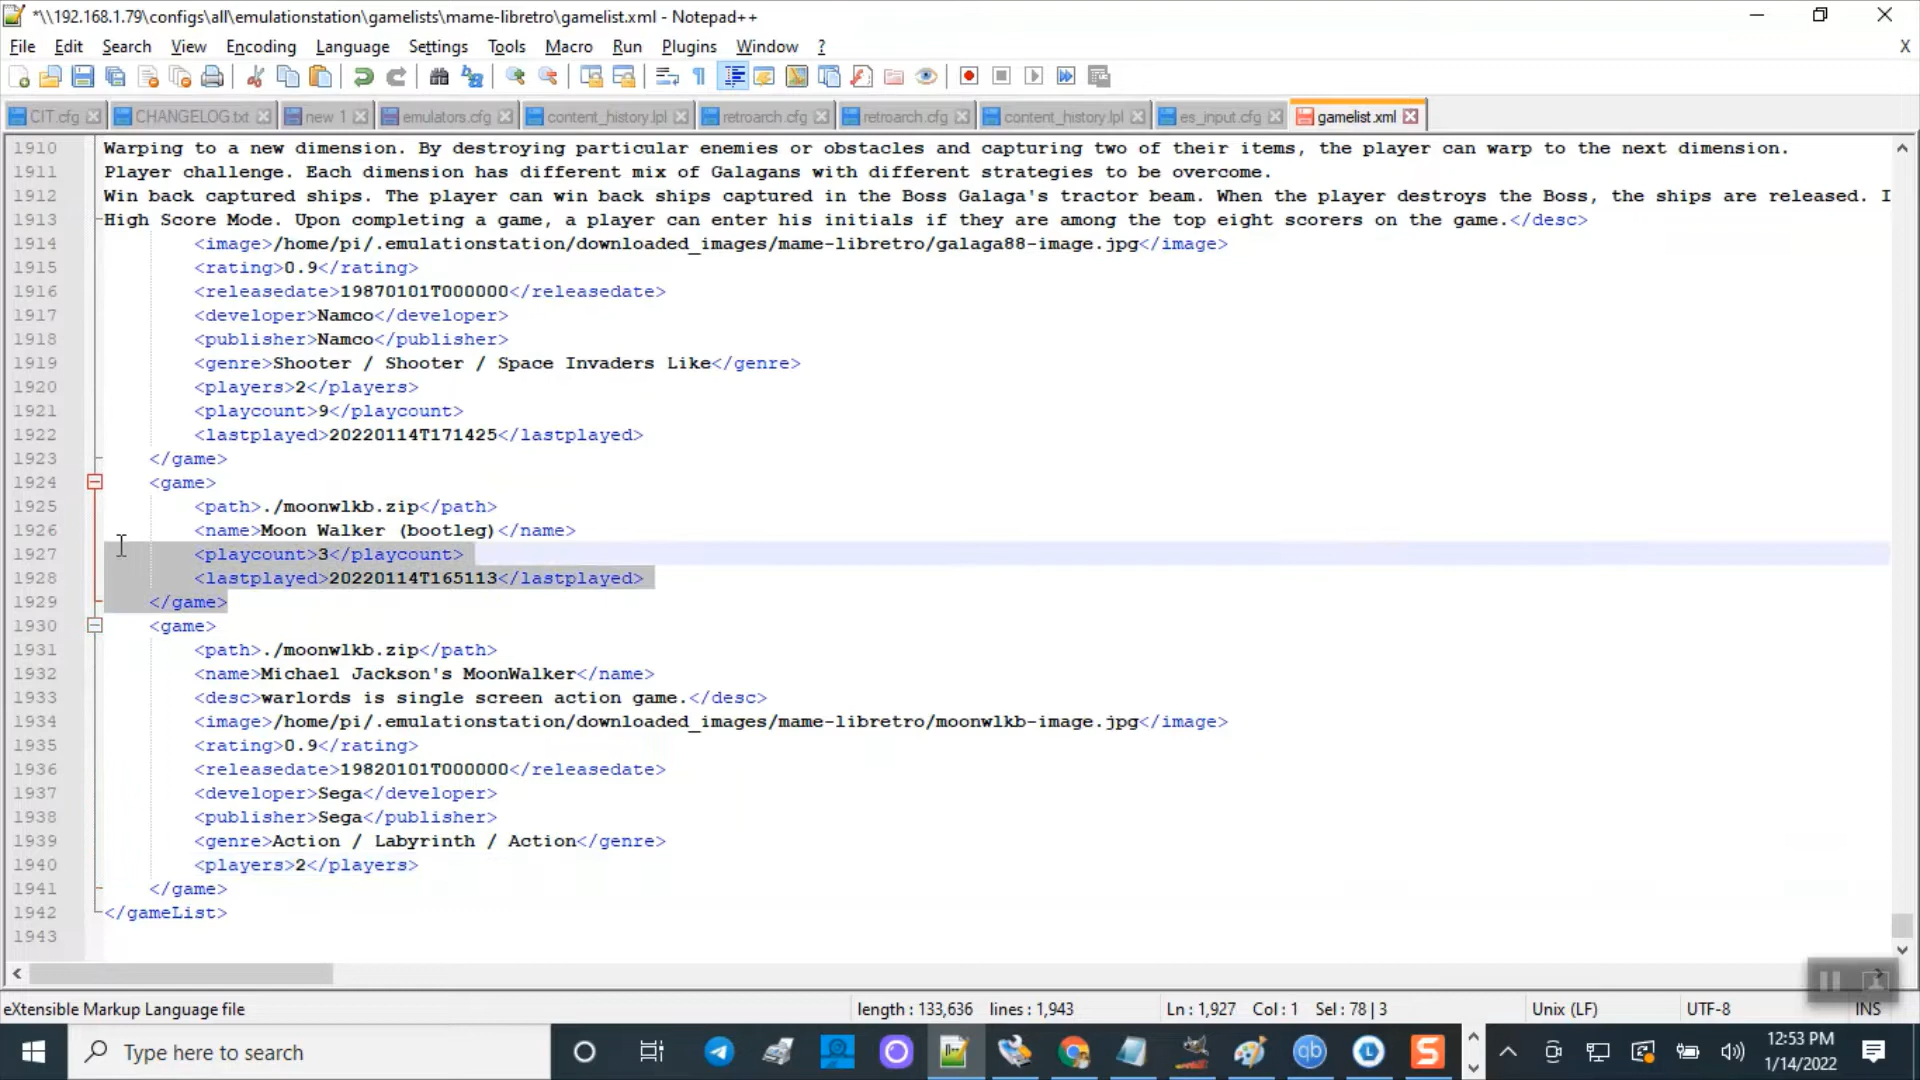 *\\192.168.1.79\configs\all\emulationstation\gamelists\mame-libretro\gamelist.xml - Notepad++
File Edit Search View Encoding Language Settings Tools Macro Run Plugins Window ? X
CIT.cfg CHANGELOG.txt new 1 emulators.cfg content_history.lpl retroarch.cfg retroarch.cfg content_history.lpl es_input.cfg gamelist.xml
1910 Warping to a new dimension. By destroying particular enemies or obstacles and capturing two of their items, the player can warp to the next dimension.
1911 Player challenge. Each dimension has different mix of Galagans with different strategies to be overcome.
1912 Win back captured ships. The player can win back ships captured in the Boss Galaga's tractor beam. When the player destroys the Boss, the ships are released. I
1913 High Score Mode. Upon completing a game, a player can enter his initials if they are among the top eight scorers on the game.</desc>
1914 <image>/home/pi/.emulationstation/downloaded_images/mame-libretro/galaga88-image.jpg</image>
1915 <rating>0.9</rating>
1916 <releasedate>19870101T000000</releasedate>
1917 <developer>Namco</developer>
1918 <publisher>Namco</publisher>
1919 <genre>Shooter / Shooter / Space Invaders Like</genre>
1920 <players>2</players>
1921 <playcount>9</playcount>
1922 <lastplayed>20220114T171425</lastplayed>
1923 </game>
1924 <game>
1925 <path>./moonwlkb.zip</path>
1926 <name>Moon Walker (bootleg)</name>
1927 <playcount>3</playcount>
1928 <lastplayed>20220114T165113</lastplayed>
1929 </game>
1930 <game>
1931 <path>./moonwlkb.zip</path>
1932 <name>Michael Jackson's MoonWalker</name>
1933 <desc>warlords is single screen action game.</desc>
1934 <image>/home/pi/.emulationstation/downloaded_images/mame-libretro/moonwlkb-image.jpg</image>
1935 <rating>0.9</rating>
1936 <releasedate>19820101T000000</releasedate>
1937 <developer>Sega</developer>
1938 <publisher>Sega</publisher>
1939 <genre>Action / Labyrinth / Action</genre>
1940 <players>2</players>
1941 </game>
1942 </gameList>
1943
eXtensible Markup Language file length : 133,636 lines : 1,943 Ln : 1,927 Col : 1 Sel : 78 | 3 Unix (LF) UTF-8 INS
Type here to search qb L S 12:53 PM
1/14/2022